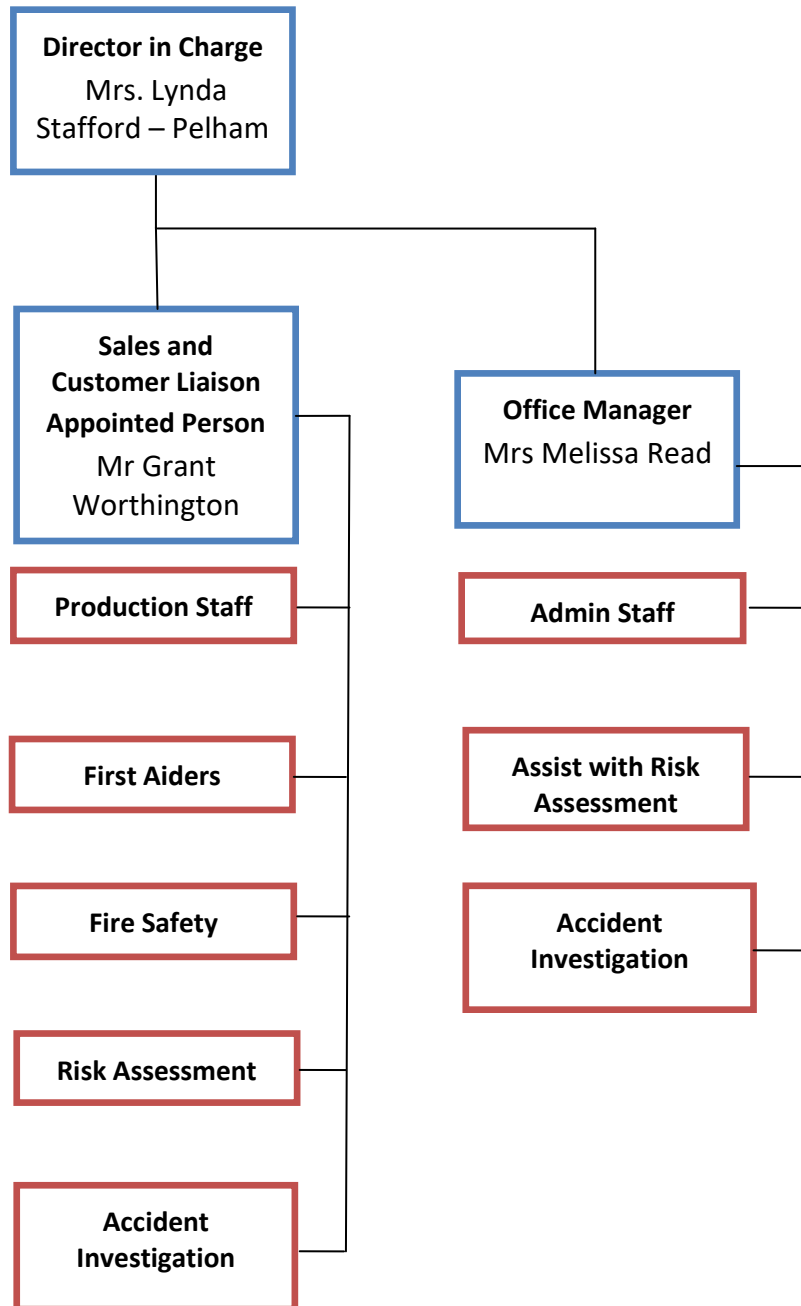 Director in Charge
Mrs. Lynda
Stafford – Pelham
Sales and
Customer Liaison
Appointed Person
Mr Grant
Worthington
Office Manager
Mrs Melissa Read
Production Staff
Admin Staff
First Aiders
Assist with Risk
Assessment
Fire Safety
Accident
Investigation
Risk Assessment
Accident
Investigation